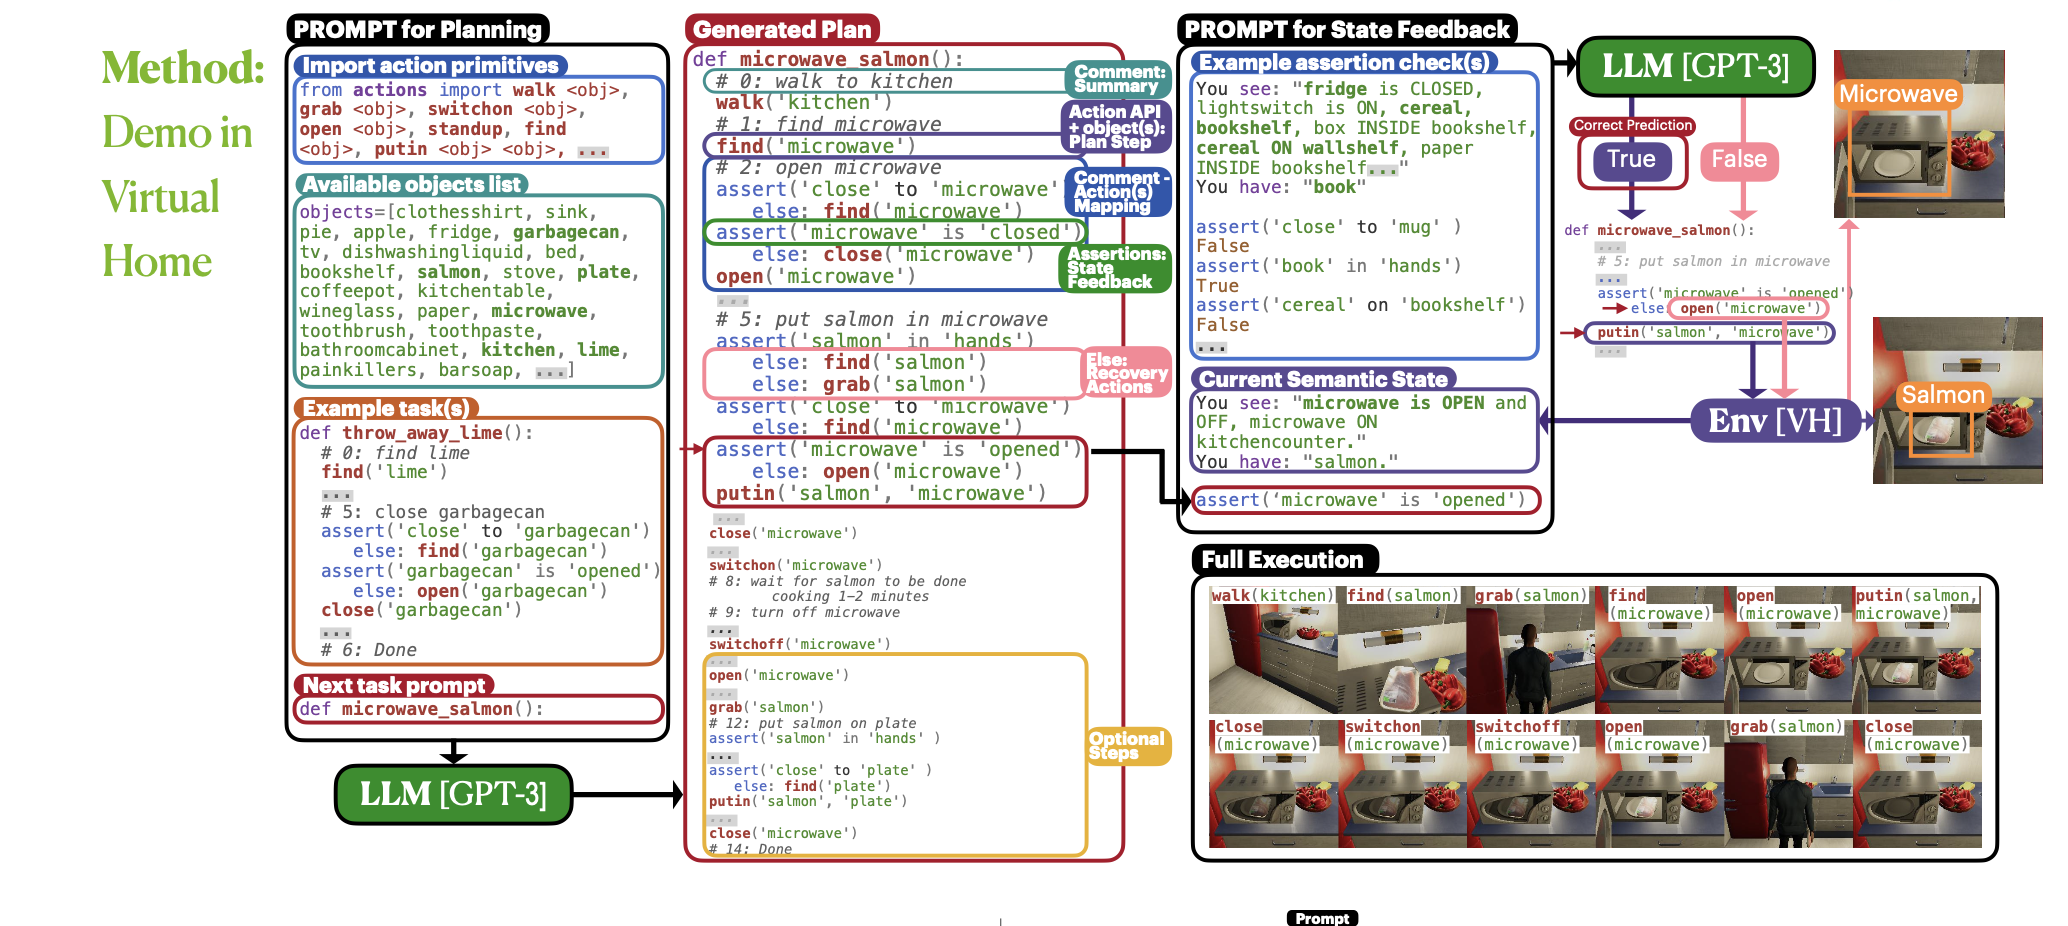 Method:
Demo in
Virtual
Home
PROMPT for Planning
Import action primitives
from actions import walk <obj>,
grab <obj>, switchon <obj>,
open <obj>, standup, find
<obj>, putin <obj> <obj>, ...
Available objects list
objects=[clothesshirt, sink,
pie, apple, fridge, garbagecan,
tv, dishwashingliquid, bed,
bookshelf, salmon, stove, plate,
coffeepot, kitchentable,
wineglass, paper, microwave,
toothbrush, toothpaste,
bathroomcabinet, kitchen, lime,
painkillers, barsoap, ...]
Example task(s)
def throw_away_lime():
# 0: find lime
find('lime')
...
# 5: close garbagecan
assert('close' to 'garbagecan')
else: find('garbagecan')
assert('garbagecan' is 'opened')
else: open('garbagecan')
close('garbagecan')
...
# 6: Done
Next task prompt
def microwave_salmon():
LLM [GPT-3]
Generated Plan
def microwave_salmon():
# 0: walk to kitchen
walk('kitchen')
# 1: find microwave
find('microwave')
# 2: open microwave
assert('close' to 'microwave'
else: find('microwave')
assert('microwave' is 'closed')
else: close('microwave')
open('microwave')
...
# 5: put salmon in microwave
assert('salmon' in 'hands')
else: find('salmon')
else: grab('salmon')
assert('close' to 'microwave')
else: find('microwave')
assert('microwave' is 'opened')
else: open('microwave')
putin('salmon', 'microwave')
...
close('microwave')
...
switchon('microwave')
# 8: wait for salmon to be done
cooking 1-2 minutes
# 9: turn off microwave
...
switchoff('microwave')
...
open('microwave')
...
grab('salmon')
# 12: put salmon on plate
assert('salmon' in 'hands' )
...
assert('close' to 'plate' )
else: find('plate')
putin('salmon', 'plate')
...
close('microwave')
# 14: Done
Comment:
Summary
Action API
+ object(s):
Plan Step
Comment -
Action(s)
Mapping
Assertions:
State
Feedback
Else:
Recovery
Actions
Optional
Steps
PROMPT for State Feedback
Example assertion check(s)
You see: "fridge is CLOSED,
lightswitch is ON, cereal,
bookshelf, box INSIDE bookshelf,
cereal ON wallshelf, paper
INSIDE bookshelf..."
You have: "book"
assert('close' to 'mug' )
False
assert('book' in 'hands')
True
assert('cereal' on 'bookshelf')
False
...
Current Semantic State
You see: "microwave is OPEN and
OFF, microwave ON
kitchencounter."
You have: "salmon."
assert('microwave' is 'opened')
LLM [GPT-3]
Correct Prediction
True
False
def microwave_salmon():
...
# 5: put salmon in microwave
...
assert('microwave' is 'opened')
else: open('microwave')
putin('salmon', 'microwave')
...
Env [VH]
Microwave
Salmon
Full Execution
walk(kitchen)
find(salmon)
grab(salmon)
find
(microwave)
open
(microwave)
putin(salmon,
microwave)
close
(microwave)
switchon
(microwave)
switchoff
(microwave)
open
(microwave)
grab(salmon)
close
(microwave)
Prompt